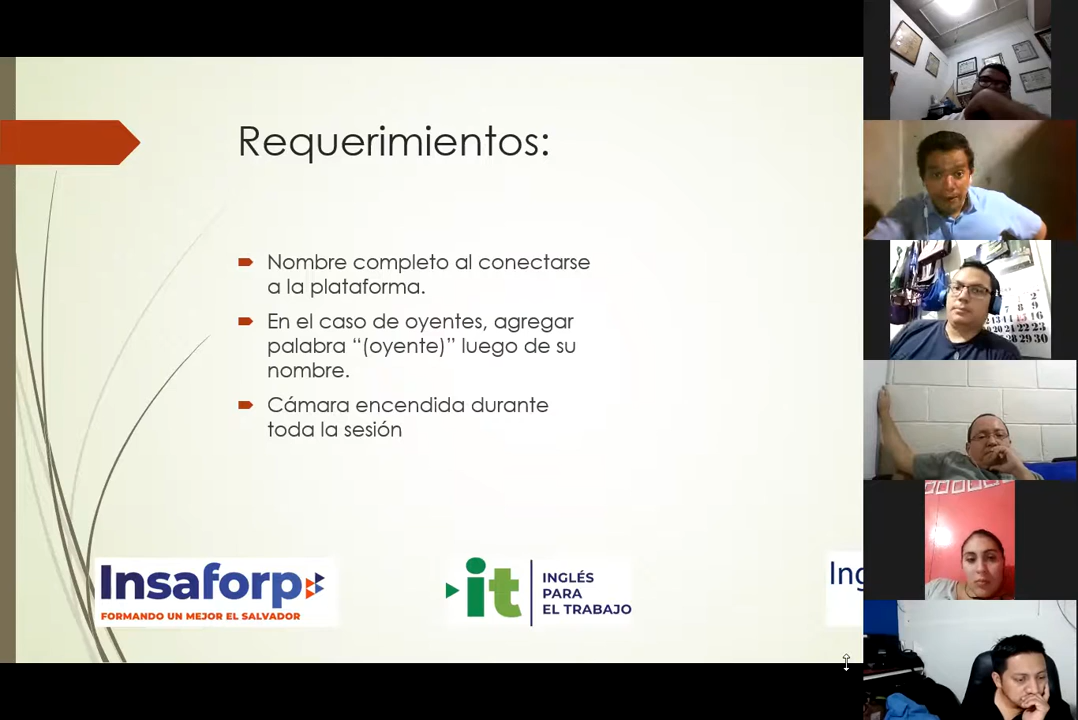 Requerimientos:
Nombre completo al conectarse
a la plataforma.
En el caso de oyentes, agregar
palabra “(oyente)” luego de su
nombre.
Cámara encendida durante
toda la sesión
Insaforp
FORMANDO UN MEJOR EL SALVADOR
it
INGLÉS
PARA
EL TRABAJO
Ing